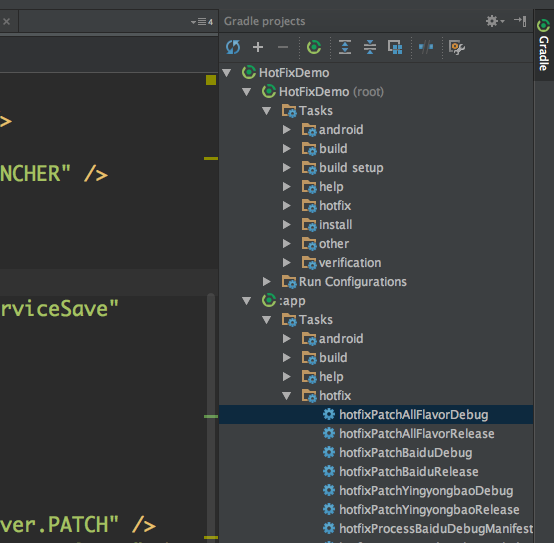 4
Gradle projects
Gradle
HotFixDemo
HotFixDemo (root)
Tasks
android
build
build setup
help
hotfix
install
other
verification
Run Configurations
:app
Tasks
android
build
help
hotfix
hotfixPatchAllFlavorDebug
hotfixPatchAllFlavorRelease
hotfixPatchBaiduDebug
hotfixPatchBaiduRelease
hotfixPatchYingyongbaoDebug
hotfixPatchYingyongbaoRelease
hotfixProcessBaiduDebugManifest
>
NCHER" />
rviceSave"
ver.PATCH" />